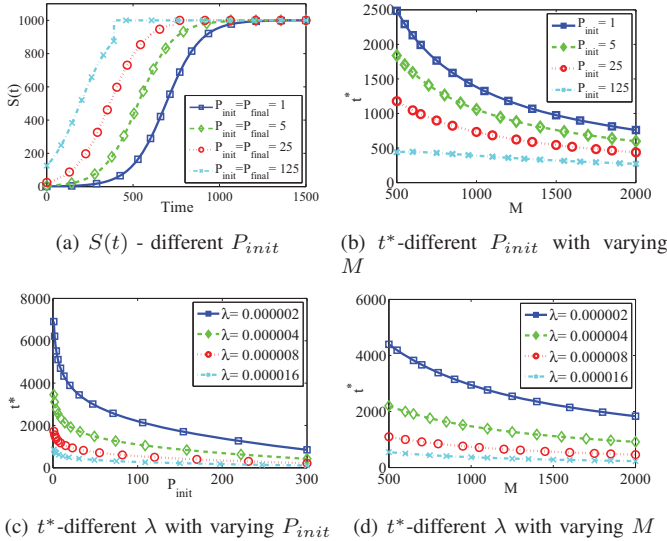 1200
1000
800
600
400
200
0
S(t)
0 500 1000 1500
Time
P_init=P_final= 1
P_init=P_final= 5
P_init=P_final= 25
P_init=P_final= 125
(a) S(t) - different P_init
2500
2000
1500
1000
500
0
t*
500 1000 1500 2000
M
P_init= 1
P_init= 5
P_init= 25
P_init= 125
(b) t*-different P_init with varying
M
8000
6000
4000
2000
0
t*
0 100 200 300
P_init
λ= 0.000002
λ= 0.000004
λ= 0.000008
λ= 0.000016
(c) t*-different λ with varying P_init
6000
4000
2000
0
t*
500 1000 1500 2000
M
λ= 0.000002
λ= 0.000004
λ= 0.000008
λ= 0.000016
(d) t*-different λ with varying M